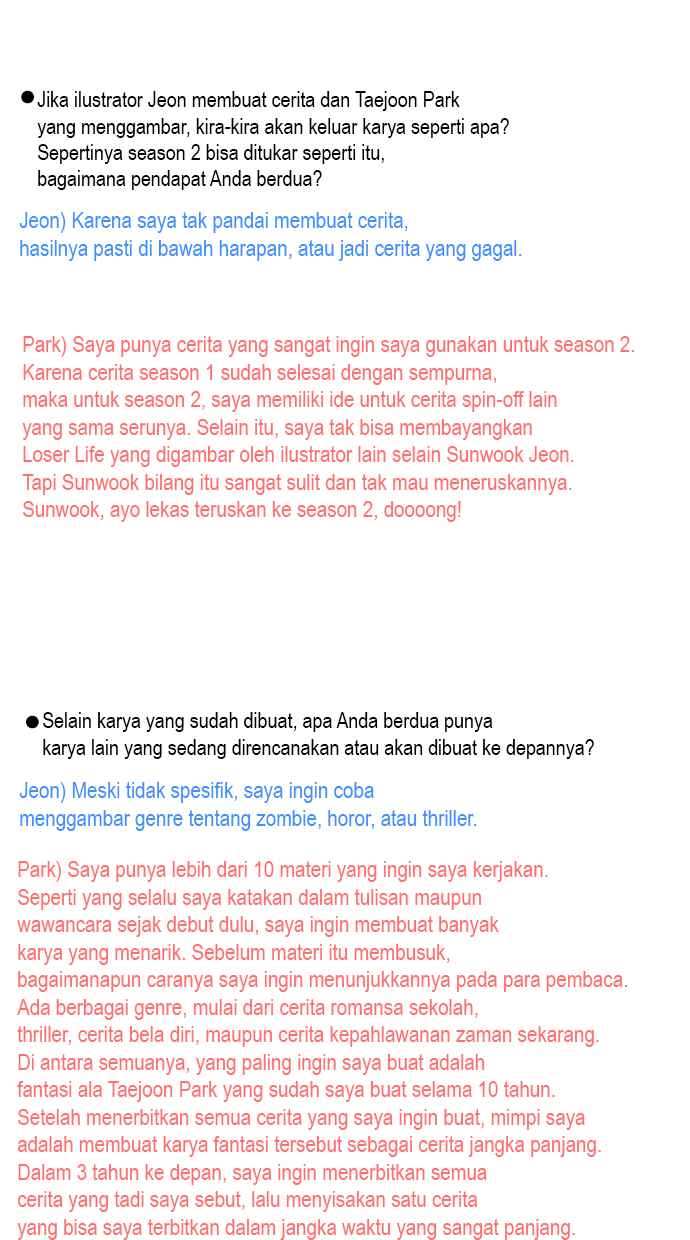 ●Jika ilustrator Jeon membuat cerita dan Taejoon Park
yang menggambar, kira-kira akan keluar karya seperti apa?
Sepertinya season 2 bisa ditukar seperti itu,
bagaimana pendapat Anda berdua?
Jeon) Karena saya tak pandai membuat cerita,
hasilnya pasti di bawah harapan, atau jadi cerita yang gagal.
Park) Saya punya cerita yang sangat ingin saya gunakan untuk season 2.
Karena cerita season 1 sudah selesai dengan sempurna,
maka untuk season 2, saya memiliki ide untuk cerita spin-off lain
yang sama serunya. Selain itu, saya tak bisa membayangkan
Loser Life yang digambar oleh ilustrator lain selain Sunwook Jeon.
Tapi Sunwook bilang itu sangat sulit dan tak mau meneruskannya.
Sunwook, ayo lekas teruskan ke season 2, doooong!
● Selain karya yang sudah dibuat, apa Anda berdua punya
karya lain yang sedang direncanakan atau akan dibuat ke depannya?
Jeon) Meski tidak spesifik, saya ingin coba
menggambar genre tentang zombie, horor, atau thriller.
Park) Saya punya lebih dari 10 materi yang ingin saya kerjakan.
Seperti yang selalu saya katakan dalam tulisan maupun
wawancara sejak debut dulu, saya ingin membuat banyak
karya yang menarik. Sebelum materi itu membusuk,
bagaimanapun caranya saya ingin menunjukkannya pada para pembaca.
Ada berbagai genre, mulai dari cerita romansa sekolah,
thriller, cerita bela diri, maupun cerita kepahlawanan zaman sekarang.
Di antara semuanya, yang paling ingin saya buat adalah
fantasi ala Taejoon Park yang sudah saya buat selama 10 tahun.
Setelah menerbitkan semua cerita yang saya ingin buat, mimpi saya
adalah membuat karya fantasi tersebut sebagai cerita jangka panjang.
Dalam 3 tahun ke depan, saya ingin menerbitkan semua
cerita yang tadi saya sebut, lalu menyisakan satu cerita
yang bisa saya terbitkan dalam jangka waktu yang sangat panjang.